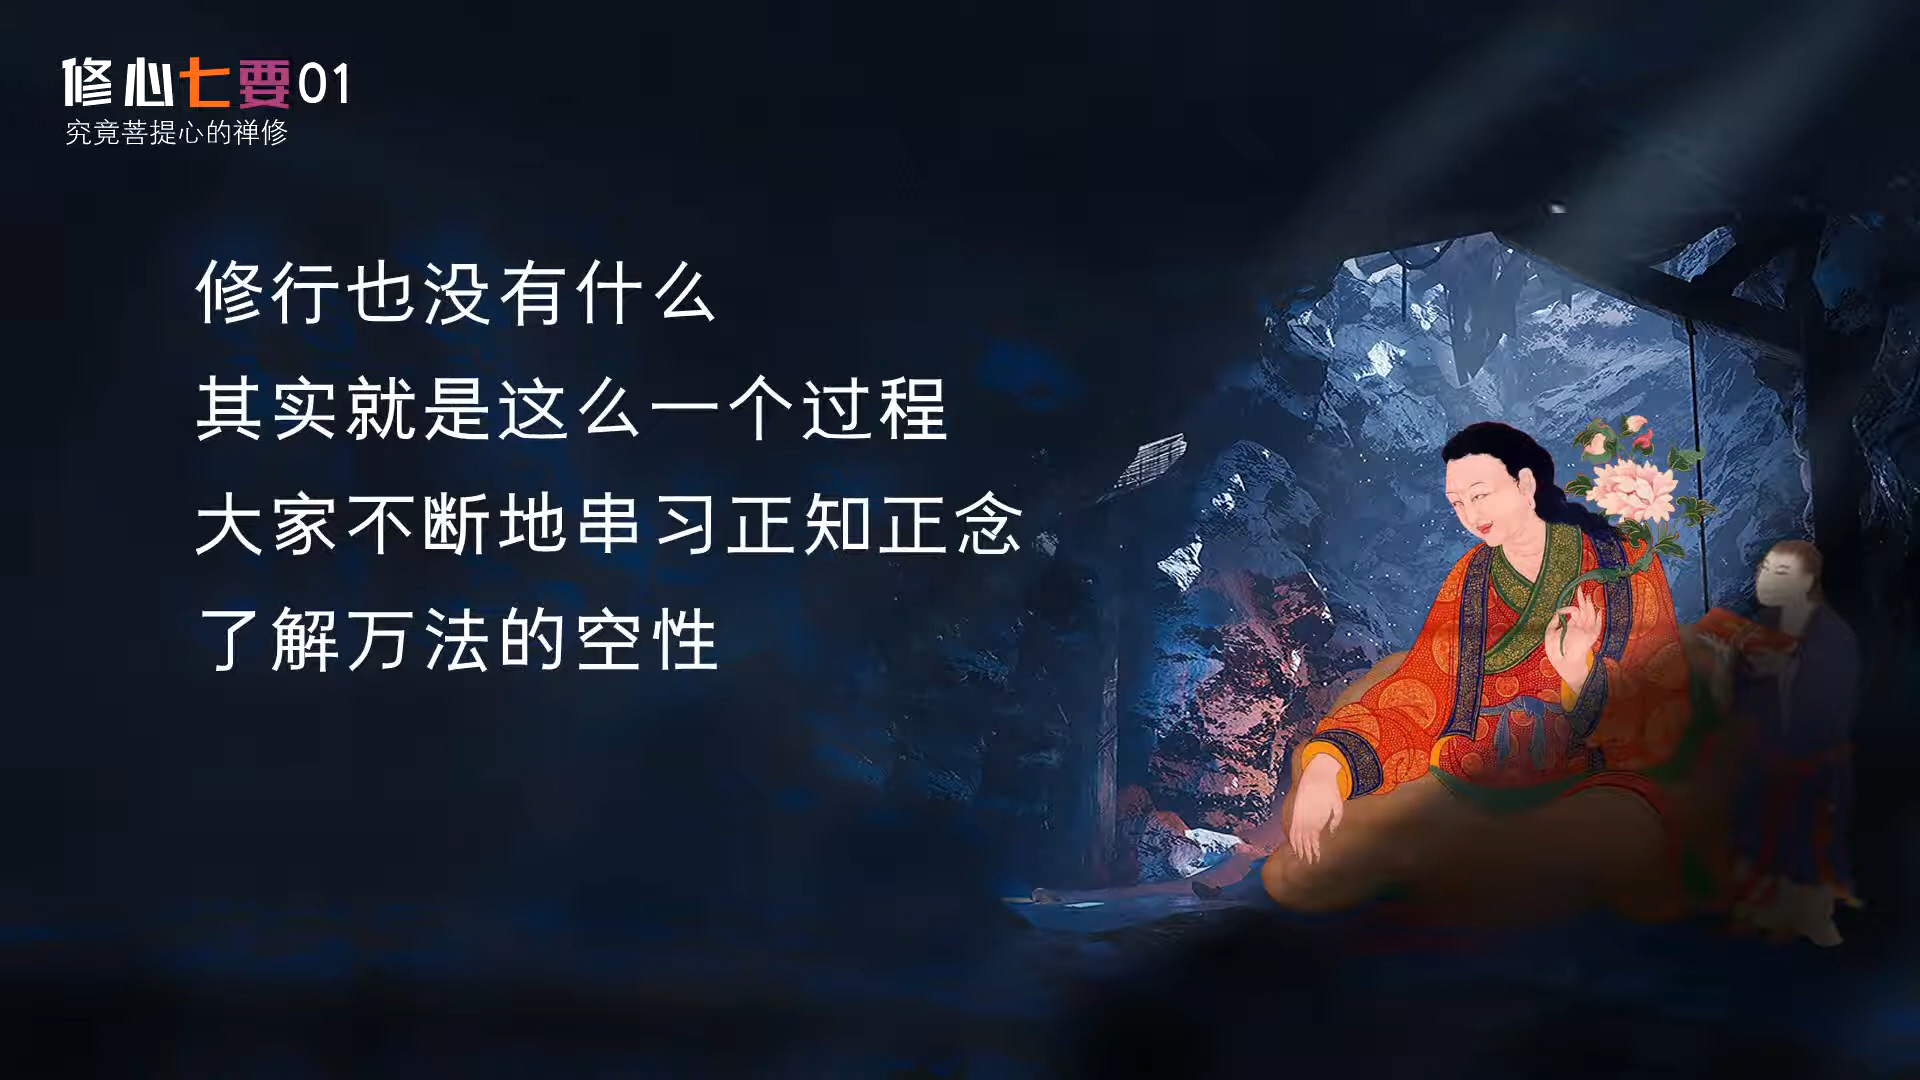 修心七要01
究竟菩提心的禅修
修行也没有什么
其实就是这么一个过程
大家不断地串习正知正念
了解万法的空性